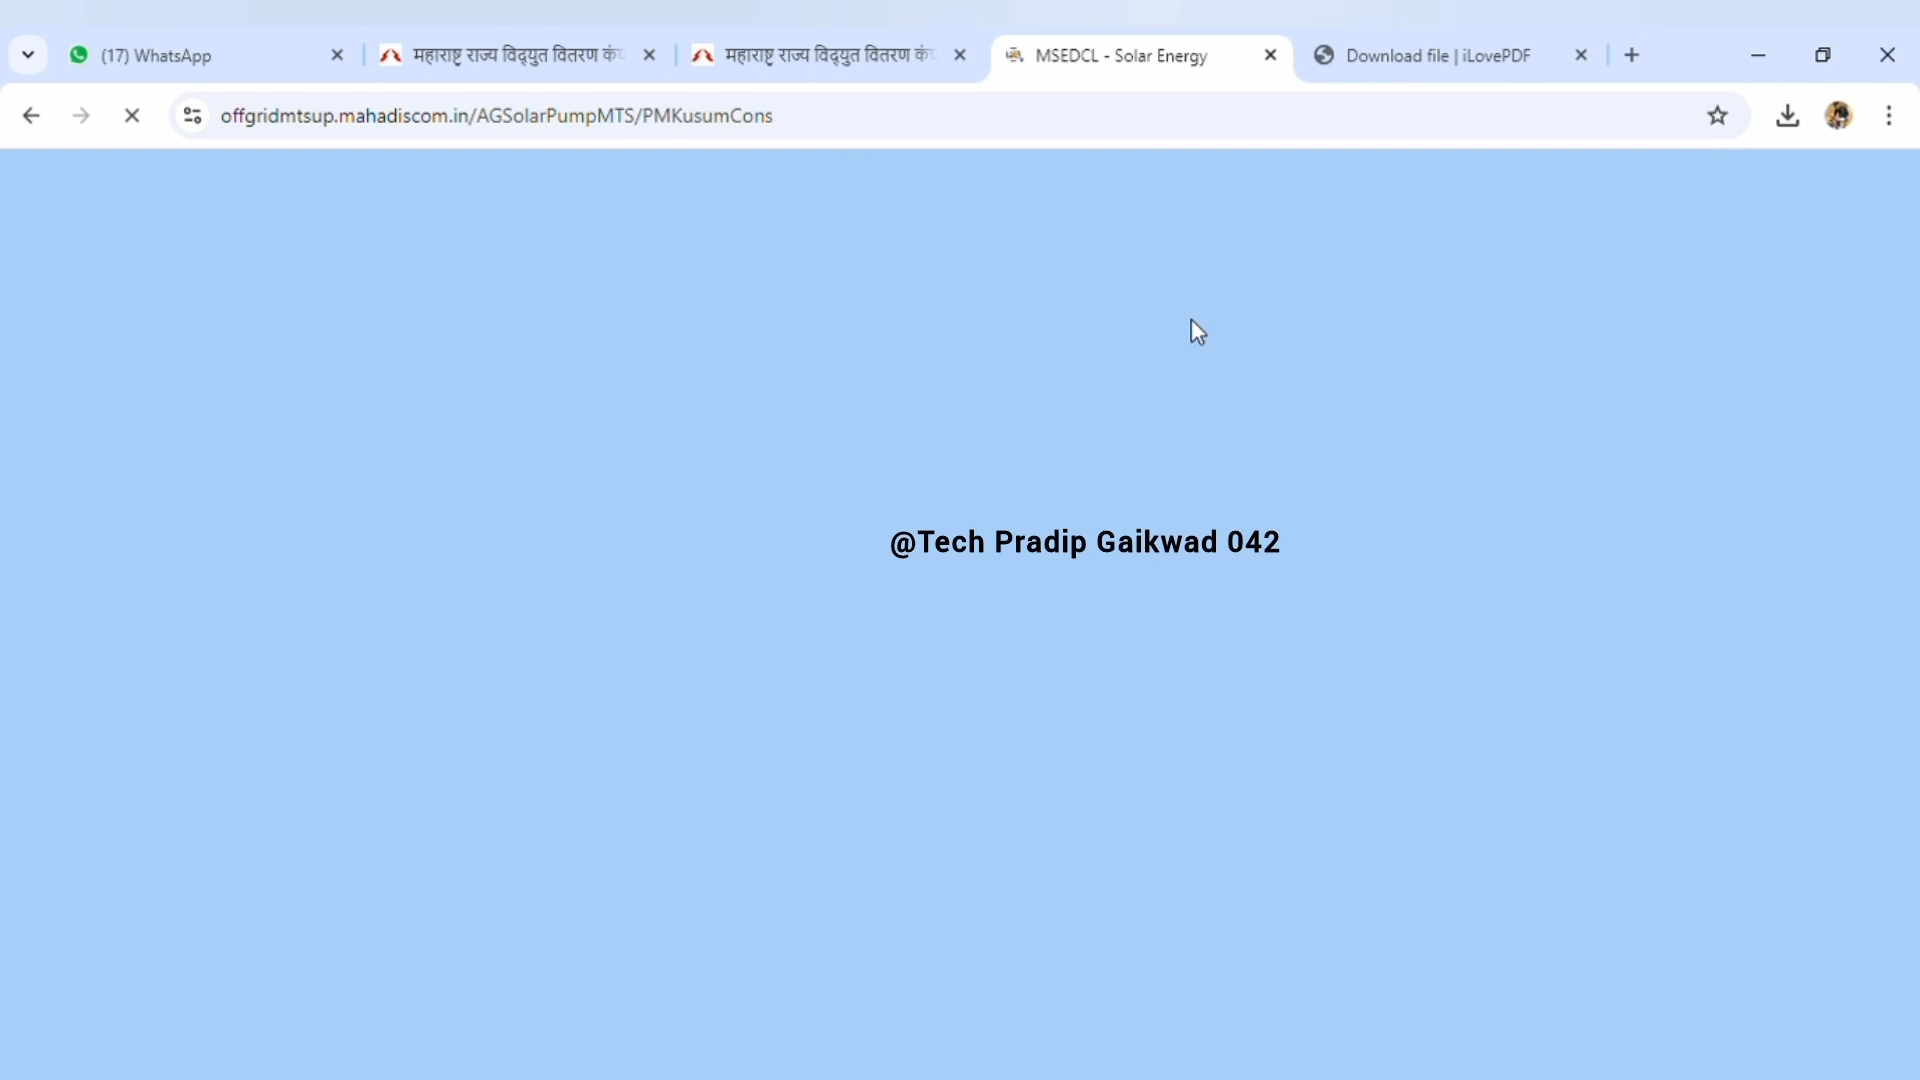 (17) WhatsApp
महाराष्ट्र राज्य विद्युत वितरण
महाराष्ट्र राज्य विद्युत वितरण
MSEDCL - Solar Energy
Download file | iLovePDF
offgridmtsup.mahadiscom.in/AGSolarPumpMTS/PMKusumCons
@Tech Pradip Gaikwad 042